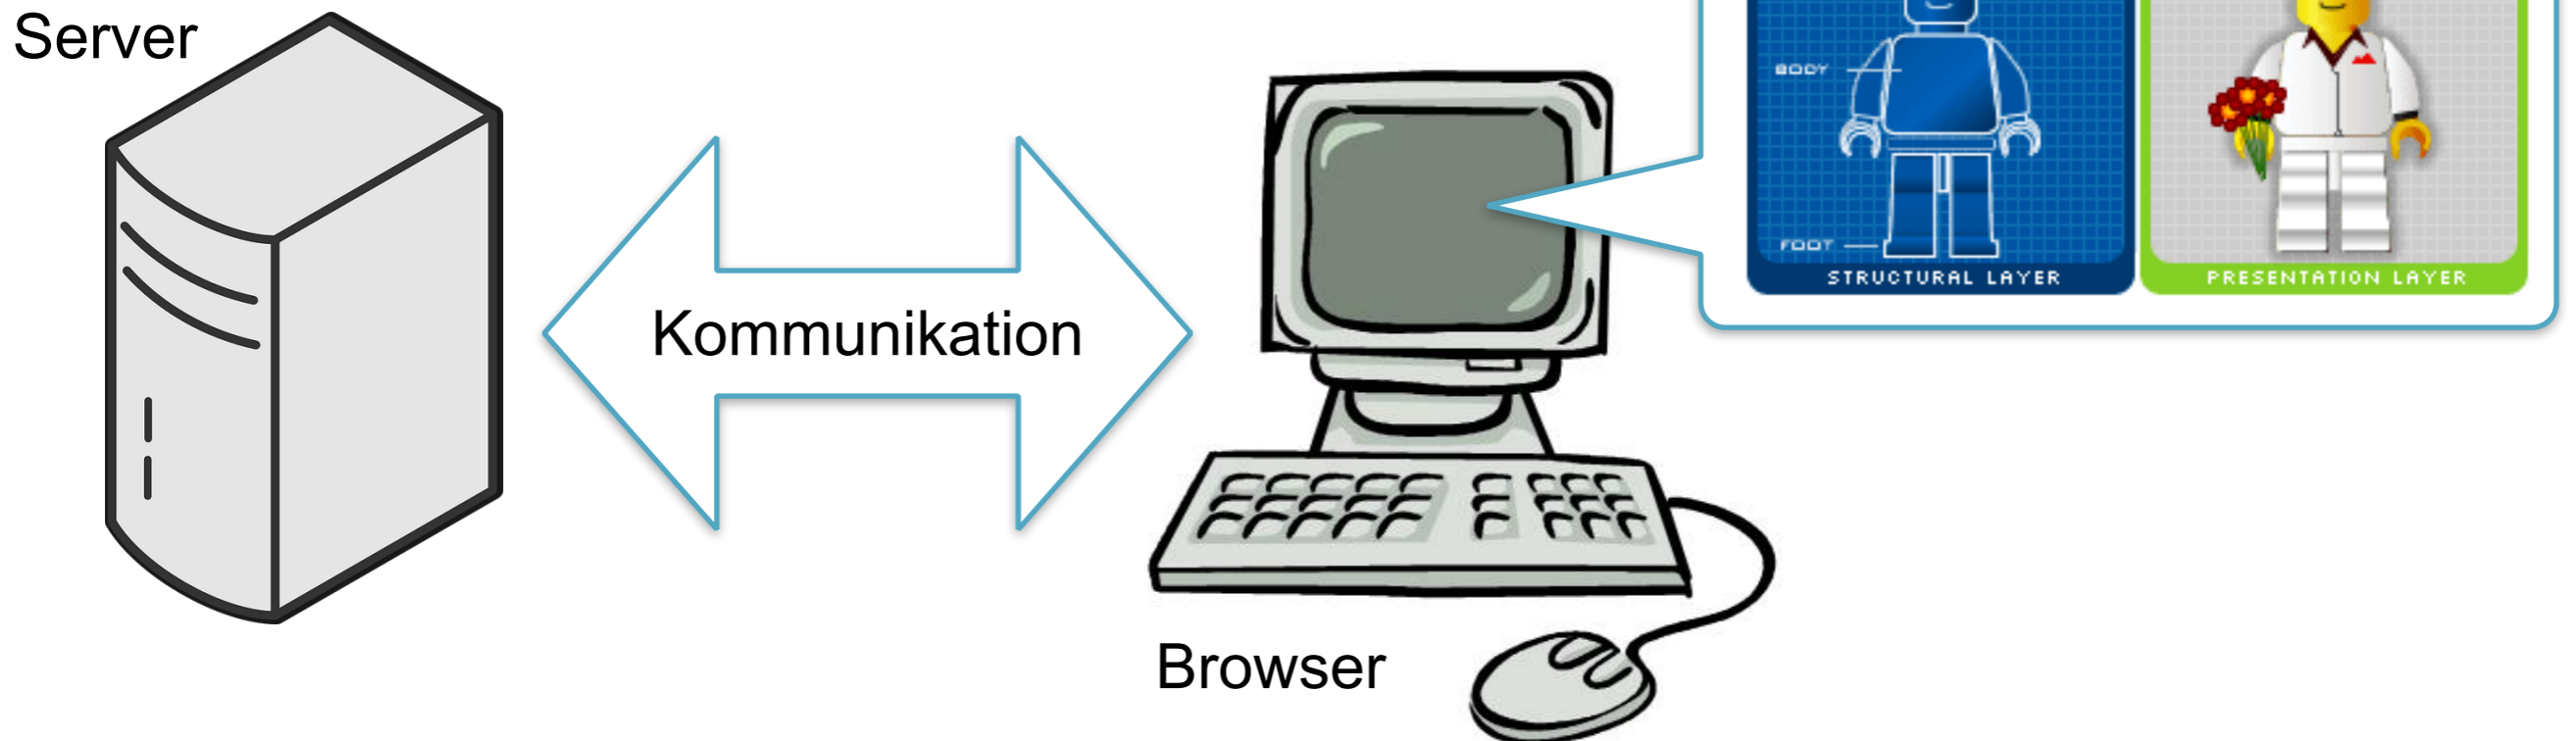 Server
BODY
FOOT
STRUCTURAL LAYER
PRESENTATION LAYER
Kommunikation
Browser